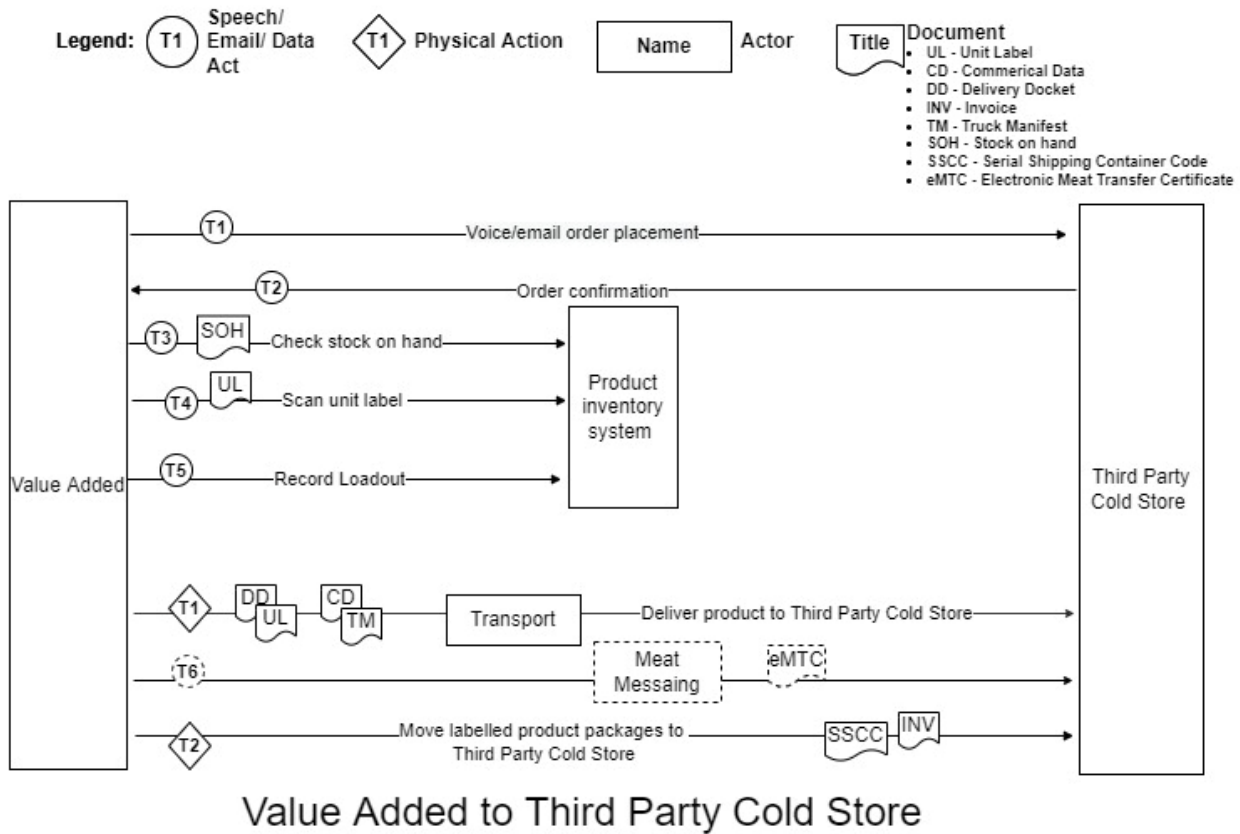 Legend:
T1
Speech/
Email/ Data
Act
T1
Physical Action
Name
Actor
Title
Document
UL - Unit Label
CD - Commerical Data
DD - Delivery Docket
INV - Invoice
TM - Truck Manifest
SOH - Stock on hand
SSCC - Serial Shipping Container Code
eMTC - Electronic Meat Transfer Certificate
Value Added
Third Party
Cold Store
T1
Voice/email order placement
T2
Order confirmation
T3
SOH
Check stock on hand
T4
UL
Scan unit label
Product
inventory
system
T5
Record Loadout
T1
DD
UL
CD
TM
Transport
Deliver product to Third Party Cold Store
T6
Meat
Messaing
eMTC
T2
Move labelled product packages to
Third Party Cold Store
SSCC
INV
Value Added to Third Party Cold Store